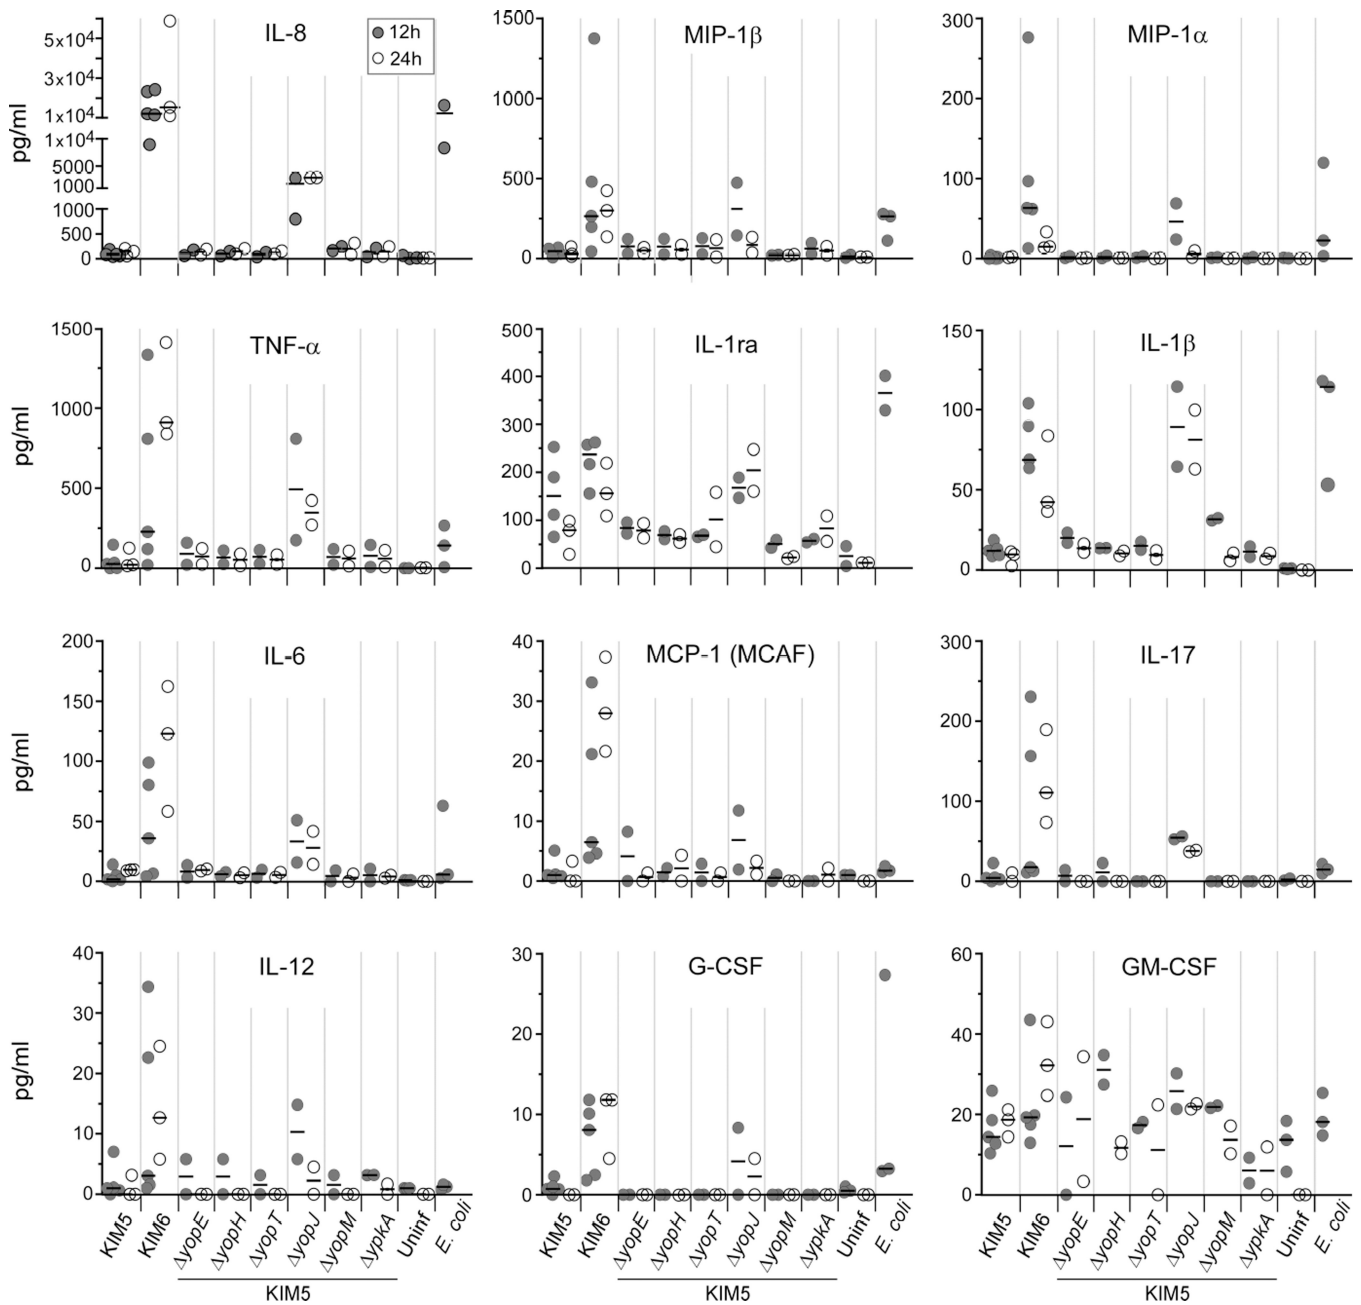 IL-8
12h
24h
5x10⁴
3x10⁴
1x10⁴
1x10⁴
5000
1000
1000
500
0
pg/ml
MIP-1β
1500
1000
500
0
MIP-1α
300
200
100
0
TNF-α
1500
1000
500
0
pg/ml
IL-1ra
500
400
300
200
100
0
IL-1β
150
100
50
0
IL-6
200
150
100
50
0
pg/ml
MCP-1 (MCAF)
40
30
20
10
0
IL-17
300
200
100
0
IL-12
40
30
20
10
0
pg/ml
G-CSF
30
20
10
0
GM-CSF
60
40
20
0
KIM5 KIM6 ΔyopE ΔyopH ΔyopT ΔyopJ ΔyopM ΔypkA Uninf E. coli
KIM5
KIM5 KIM6 ΔyopE ΔyopH ΔyopT ΔyopJ ΔyopM ΔypkA Uninf E. coli
KIM5
KIM5 KIM6 ΔyopE ΔyopH ΔyopT ΔyopJ ΔyopM ΔypkA Uninf E. coli
KIM5